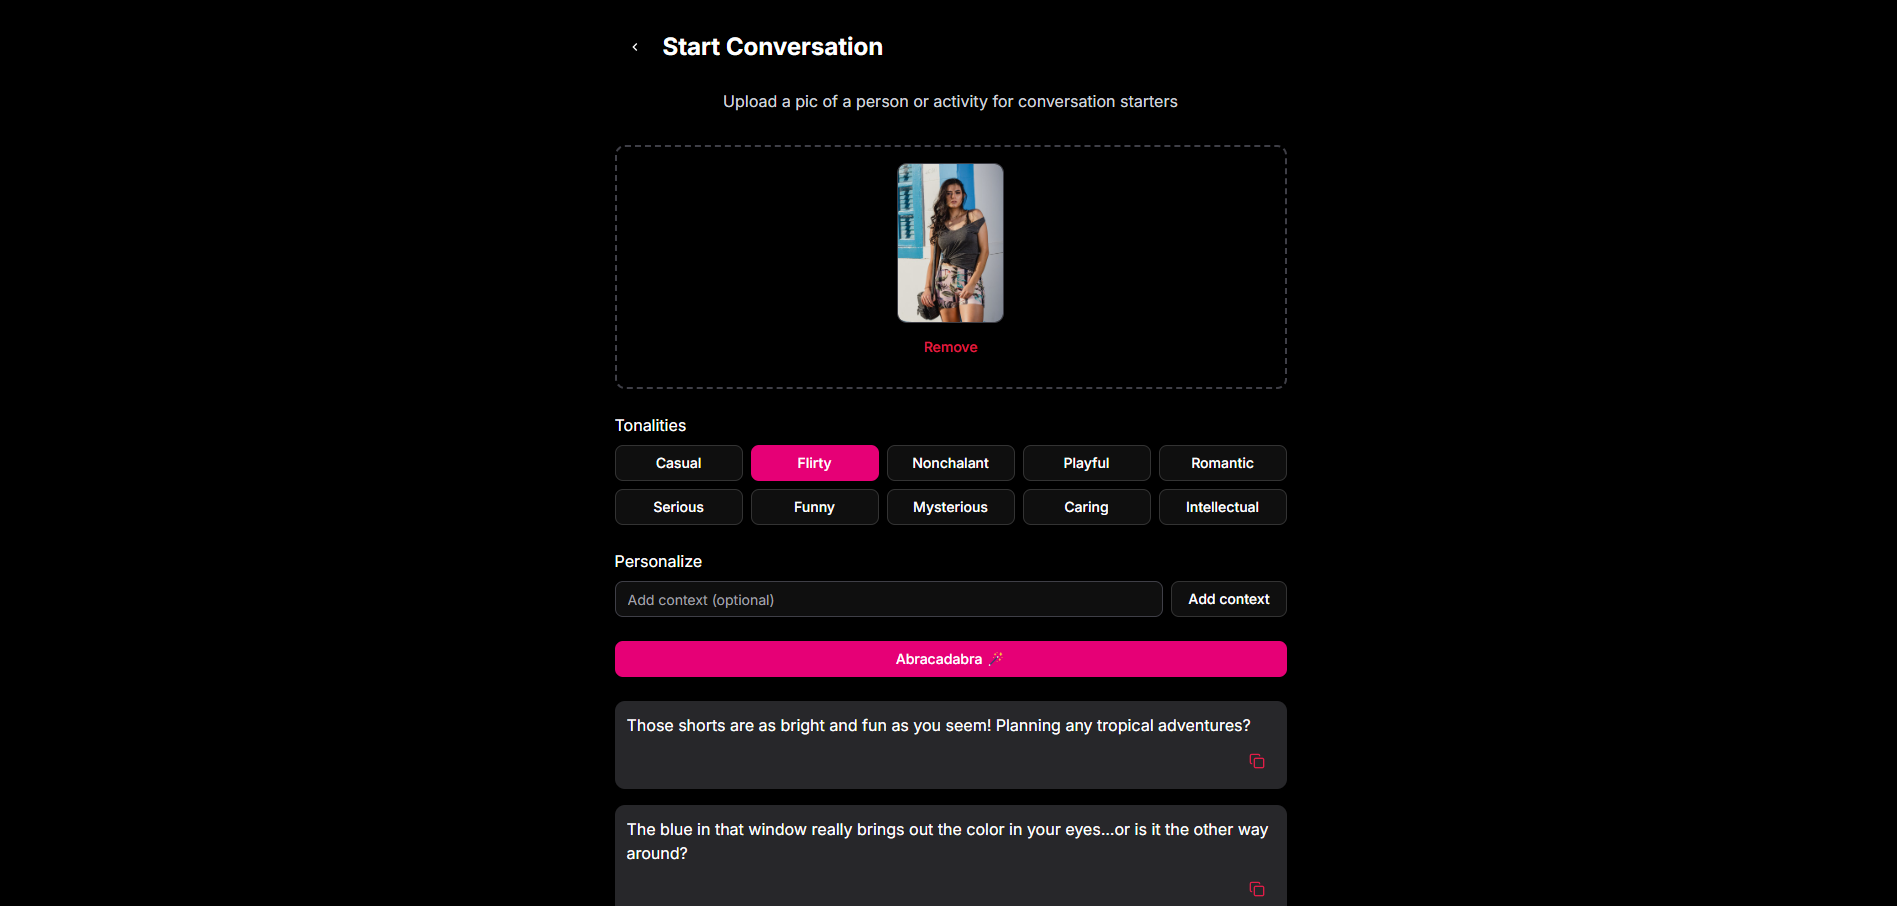 Start Conversation
Upload a pic of a person or activity for conversation starters
Remove
Tonalities
Casual
Flirty
Nonchalant
Playful
Romantic
Serious
Funny
Mysterious
Caring
Intellectual
Personalize
Add context (optional)
Add context
Abracadabra
Those shorts are as bright and fun as you seem! Planning any tropical adventures?
The blue in that window really brings out the color in your eyes...or is it the other way
around?